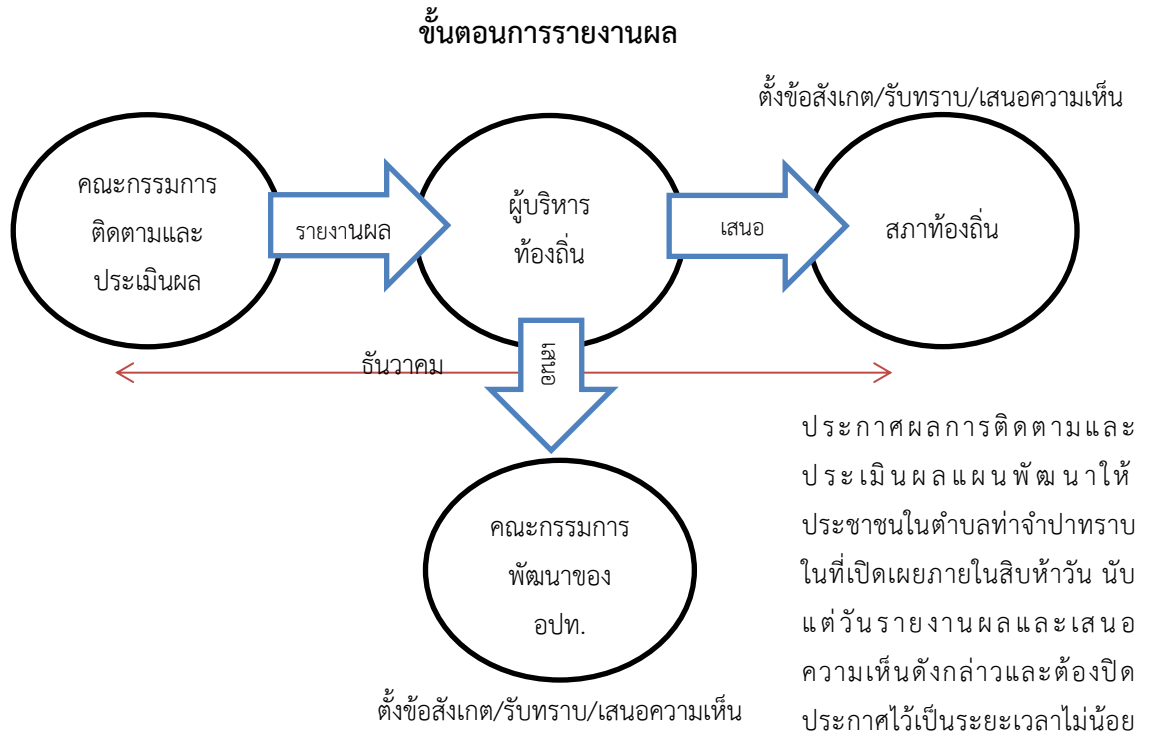 ขั้นตอนการรายงานผล
ตั้งข้อสังเกต/รับทราบ/เสนอความเห็น
คณะกรรมการ
ติดตามและ
ประเมินผล
รายงานผล
ผู้บริหาร
ท้องถิ่น
เสนอ
สภาท้องถิ่น
เสนอ
ธันวาคม
คณะกรรมการ
พัฒนาของ
อปท.
ตั้งข้อสังเกต/รับทราบ/เสนอความเห็น
ประกาศผลการติดตามและ
ประเมินผลแผนพัฒนาให้
ประชาชนในตำบลท่าจำปาทราบ
ในที่เปิดเผยภายในสิบห้าวัน นับ
แต่วันรายงานผลและเสนอ
ความเห็นดังกล่าวและต้องปิด
ประกาศไว้เป็นระยะเวลาไม่น้อย